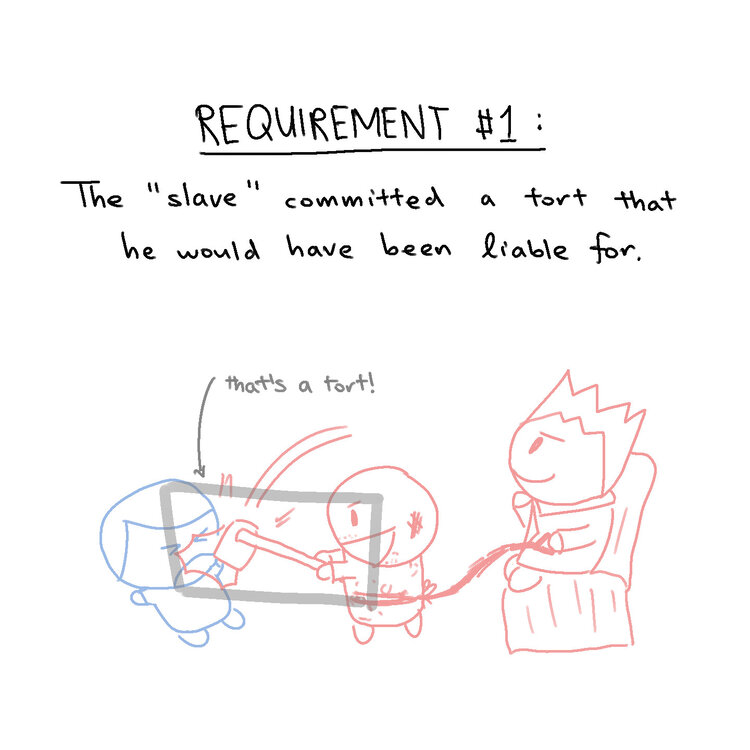 REQUIREMENT #1:
The "slave" committed a tort that
he would have been liable for.
that's a tort!